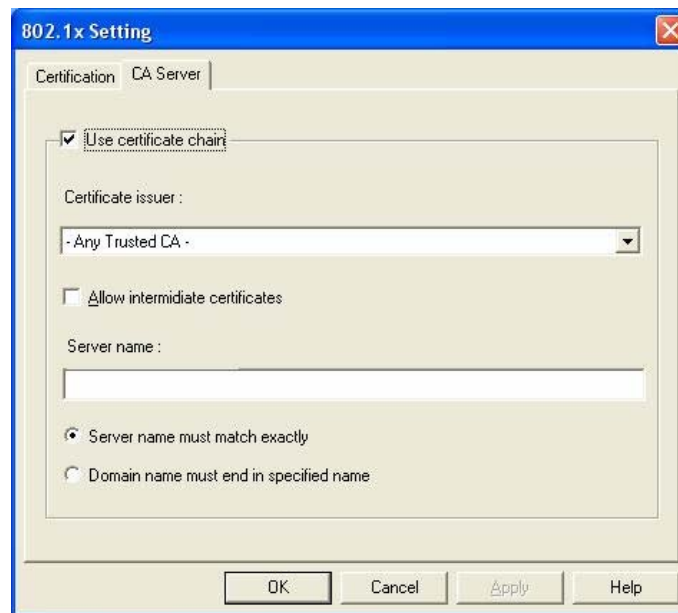 802.1x Setting
Certification
CA Server
Use certificate chain
Certificate issuer :
- Any Trusted CA -
Allow intermidiate certificates
Server name :
Server name must match exactly
Domain name must end in specified name
OK
Cancel
Apply
Help